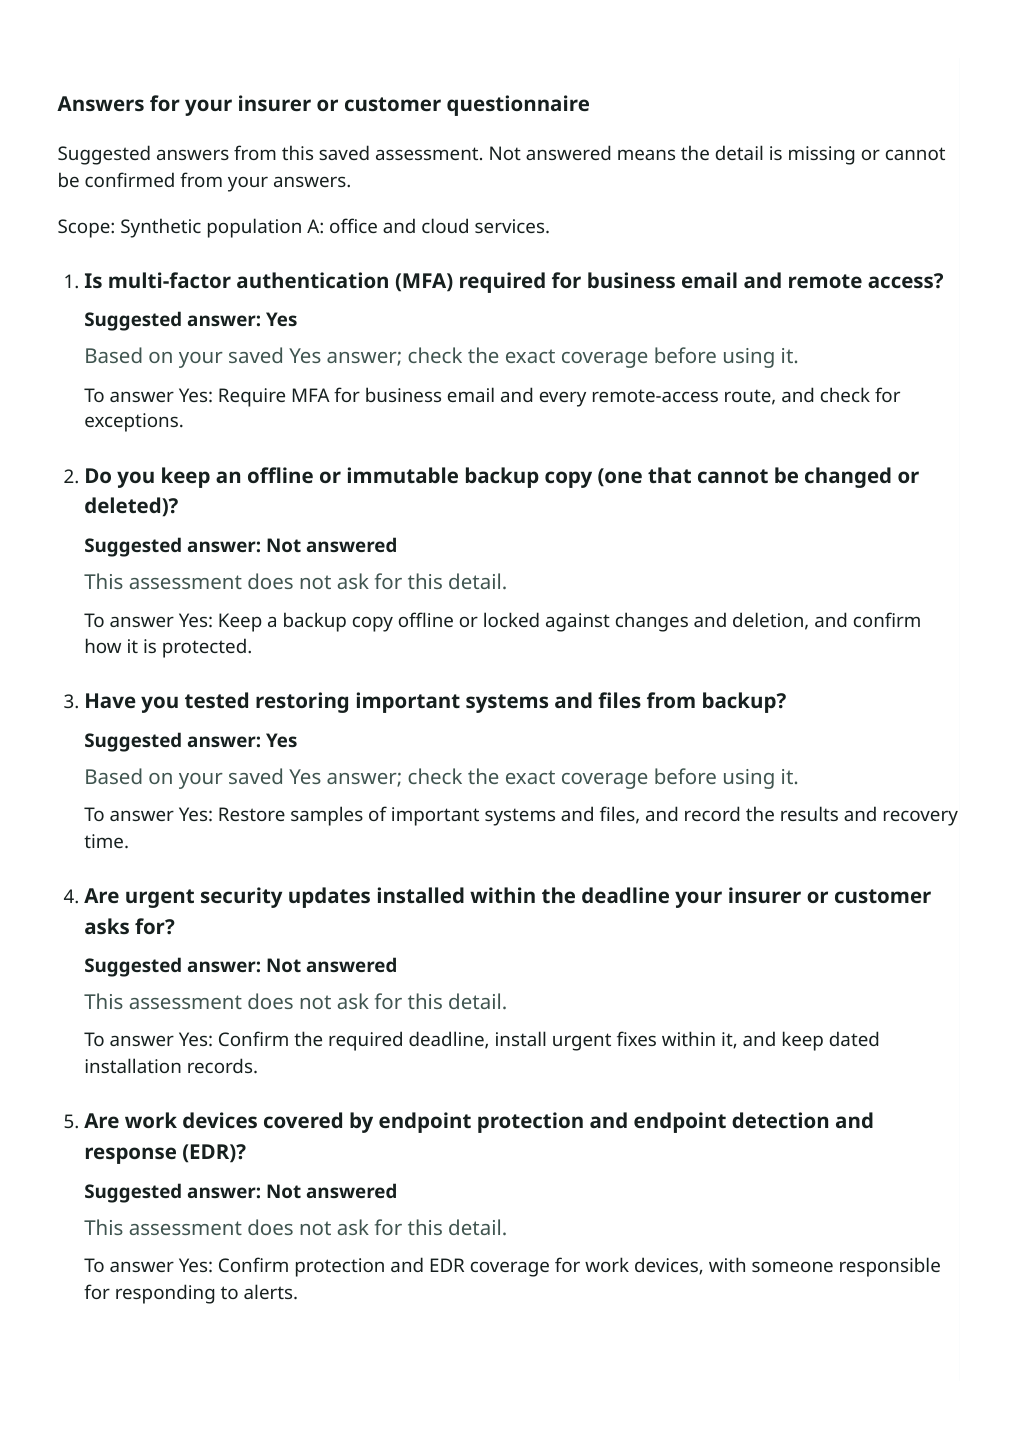 Answers for your insurer or customer questionnaire
Suggested answers from this saved assessment. Not answered means the detail is missing or cannot
be confirmed from your answers.
Scope: Synthetic population A: office and cloud services.
1. Is multi-factor authentication (MFA) required for business email and remote access?
Suggested answer: Yes
Based on your saved Yes answer; check the exact coverage before using it.
To answer Yes: Require MFA for business email and every remote-access route, and check for
exceptions.
2. Do you keep an offline or immutable backup copy (one that cannot be changed or
deleted)?
Suggested answer: Not answered
This assessment does not ask for this detail.
To answer Yes: Keep a backup copy offline or locked against changes and deletion, and confirm
how it is protected.
3. Have you tested restoring important systems and files from backup?
Suggested answer: Yes
Based on your saved Yes answer; check the exact coverage before using it.
To answer Yes: Restore samples of important systems and files, and record the results and recovery
time.
4. Are urgent security updates installed within the deadline your insurer or customer
asks for?
Suggested answer: Not answered
This assessment does not ask for this detail.
To answer Yes: Confirm the required deadline, install urgent fixes within it, and keep dated
installation records.
5. Are work devices covered by endpoint protection and endpoint detection and
response (EDR)?
Suggested answer: Not answered
This assessment does not ask for this detail.
To answer Yes: Confirm protection and EDR coverage for work devices, with someone responsible
for responding to alerts.